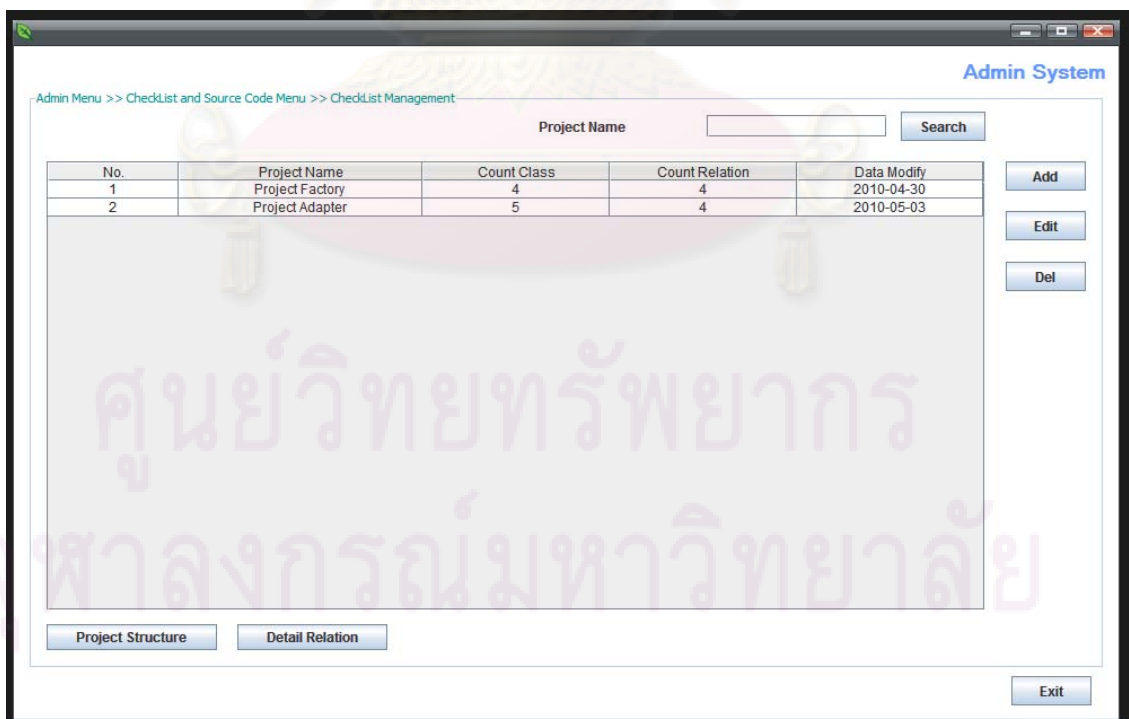 Admin System
Admin Menu >> CheckList and Source Code Menu >> CheckList Management
Project Name Search
No. Project Name Count Class Count Relation Data Modify
1 Project Factory 4 4 2010-04-30
2 Project Adapter 5 4 2010-05-03
Add
Edit
Del
ศูนย์วิทยทรัพยากร
จุฬาลงกรณ์มหาวิทยาลัย
Project Structure Detail Relation
Exit